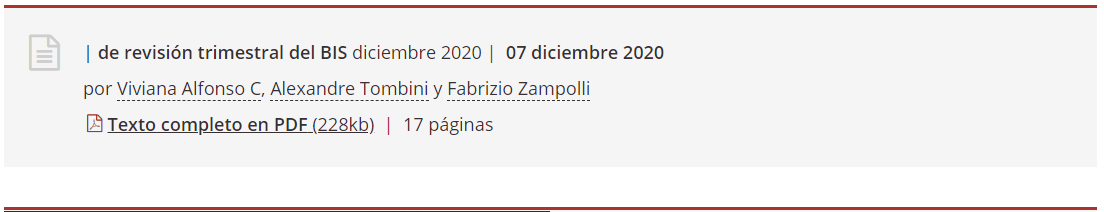 | de revisión trimestral del BIS diciembre 2020 | 07 diciembre 2020
por Viviana Alfonso C, Alexandre Tombini y Fabrizio Zampolli
Texto completo en PDF (228kb) | 17 páginas